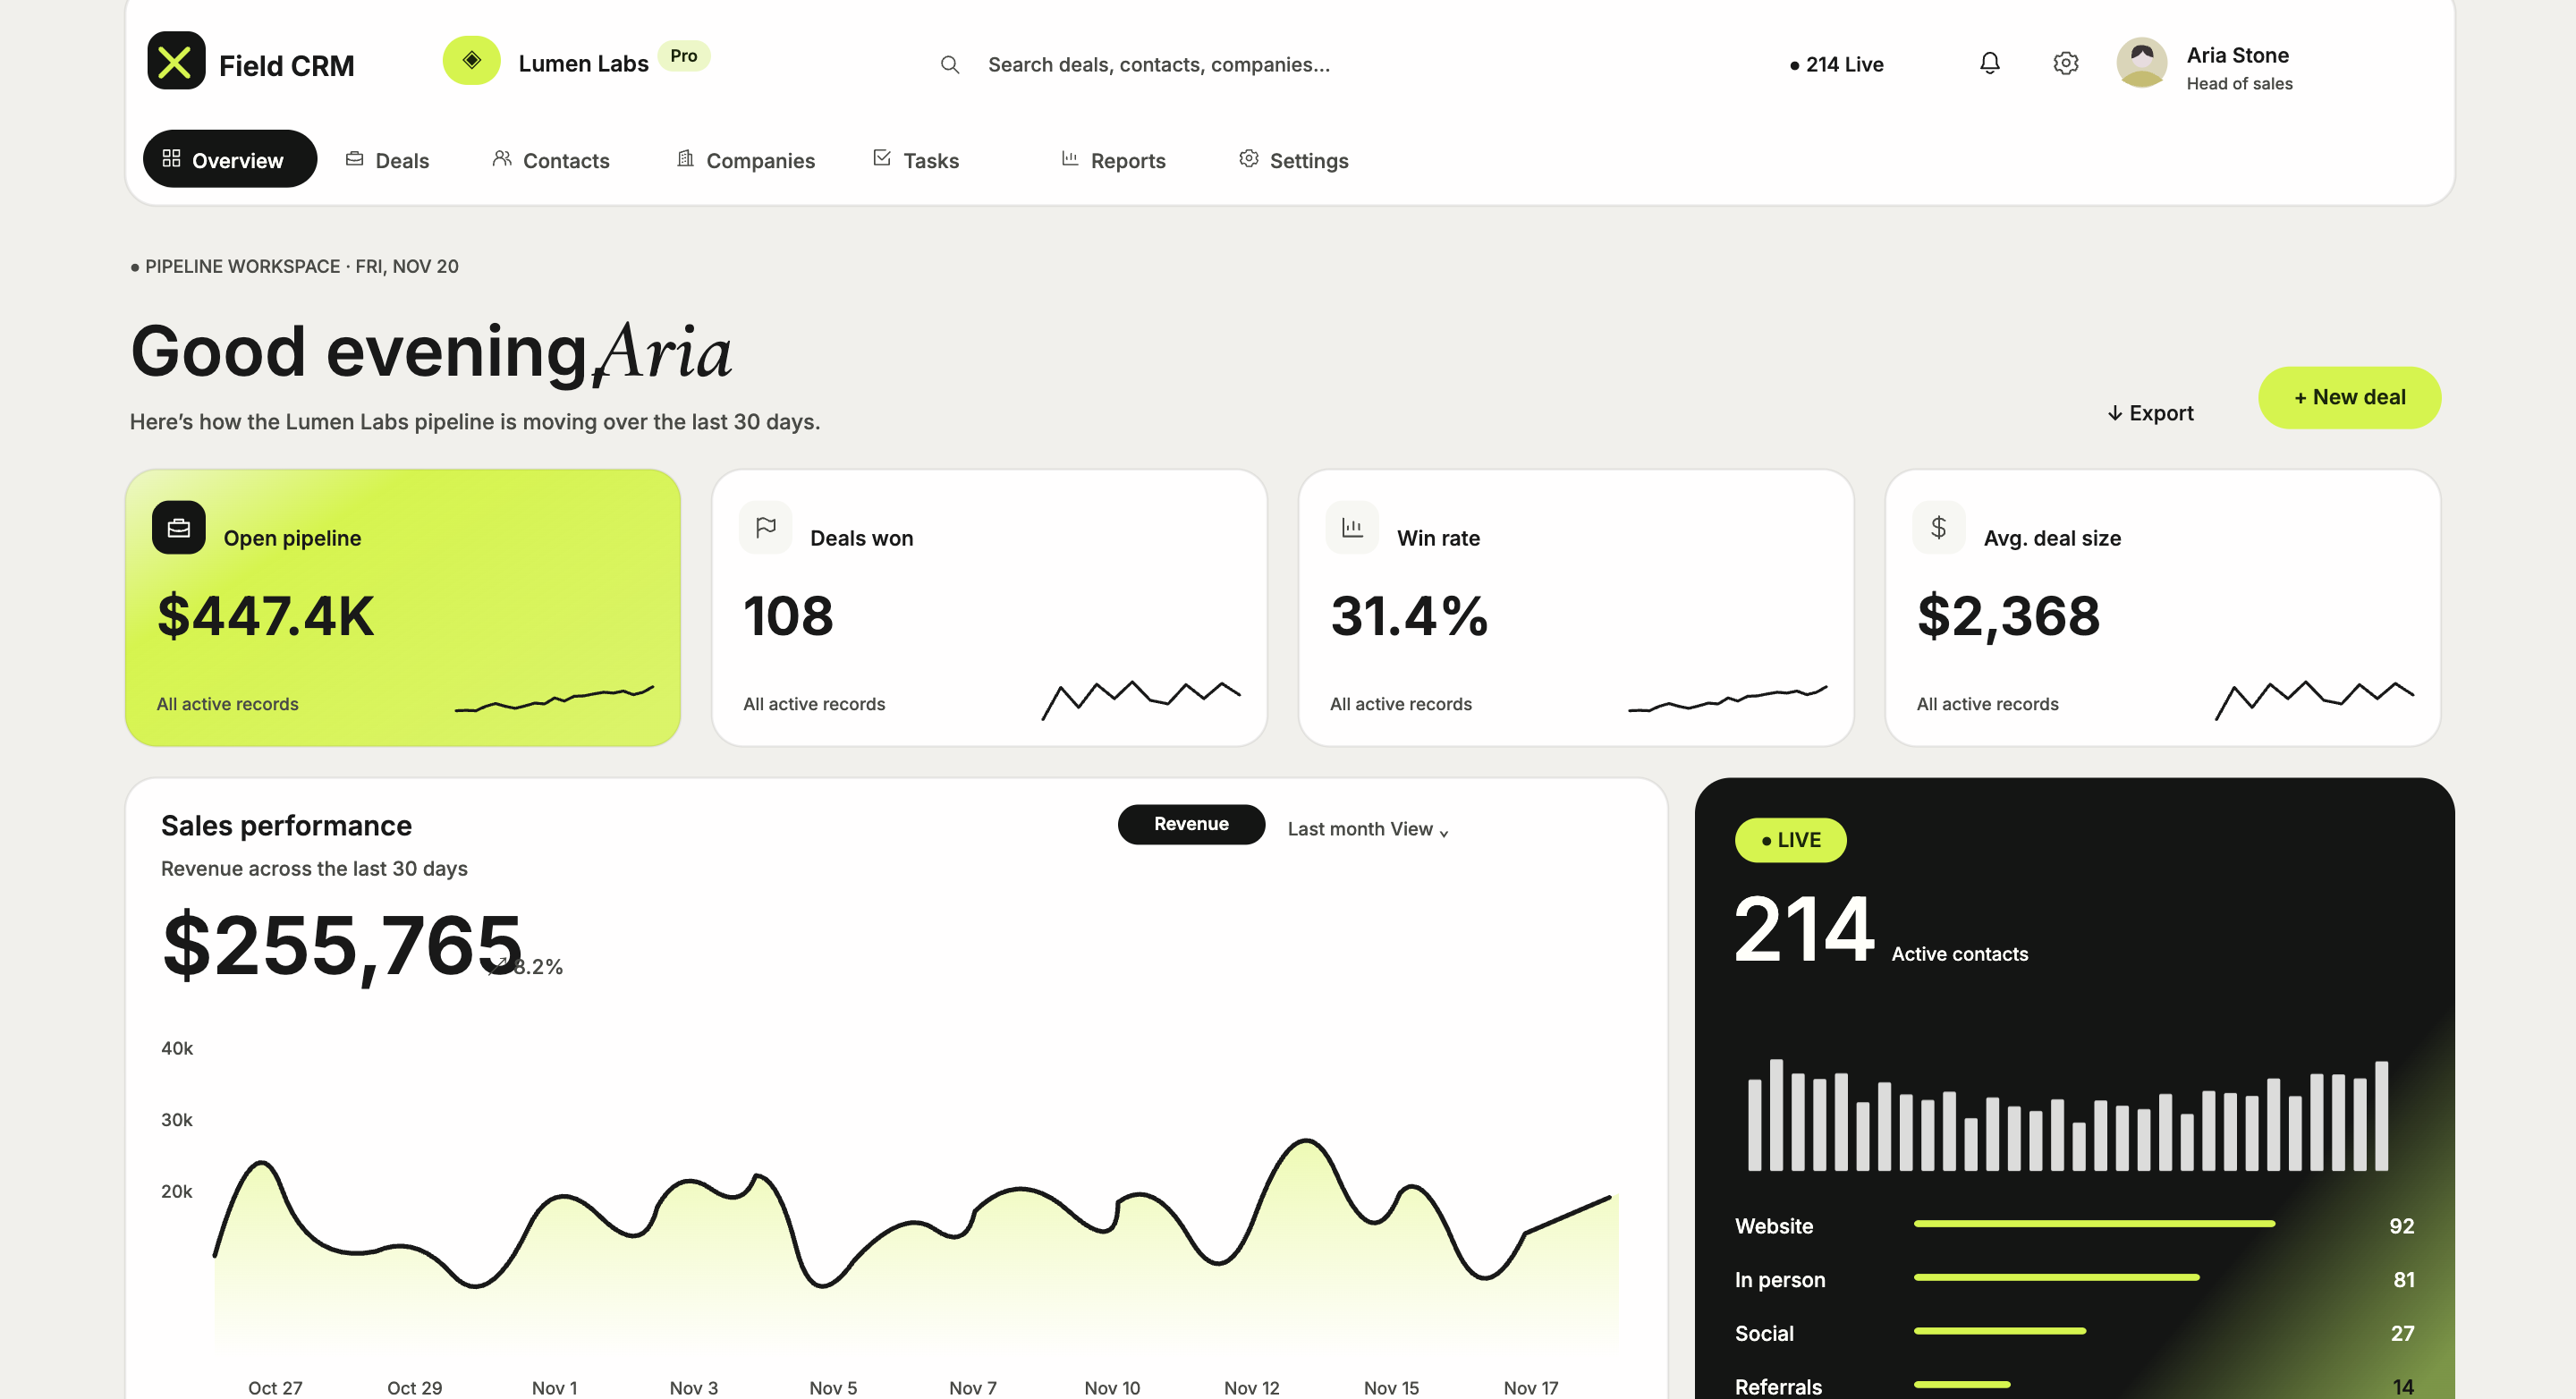 Field CRM
Lumen Labs
Pro
Search deals, contacts, companies...
• 214 Live
Aria Stone
Head of sales
Overview
Deals
Contacts
Companies
Tasks
Reports
Settings
• PIPELINE WORKSPACE · FRI, NOV 20
Good evening, Aria
Here’s how the Lumen Labs pipeline is moving over the last 30 days.
↓ Export
+ New deal
Open pipeline
$447.4K
All active records
Deals won
108
All active records
Win rate
31.4%
All active records
Avg. deal size
$2,368
All active records
Sales performance
Revenue
Last month View
Revenue across the last 30 days
$255,765
↗ 8.2%
40k
30k
20k
Oct 27
Oct 29
Nov 1
Nov 3
Nov 5
Nov 7
Nov 10
Nov 12
Nov 15
Nov 17
• LIVE
214 Active contacts
Website 92
In person 81
Social 27
Referrals 14